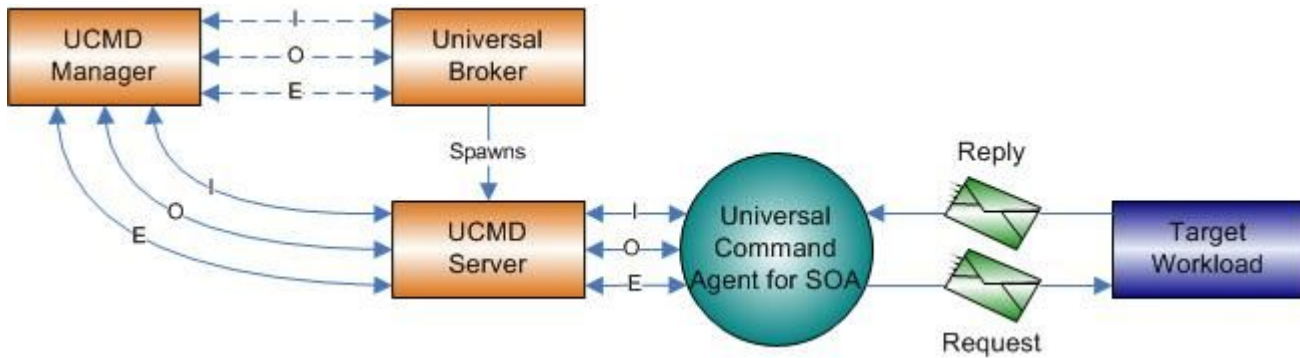 UCMD
Manager
I
O
E
Universal
Broker
Spawns
I
O
E
UCMD
Server
I
O
E
Universal
Command
Agent for SOA
Reply
Request
Target
Workload